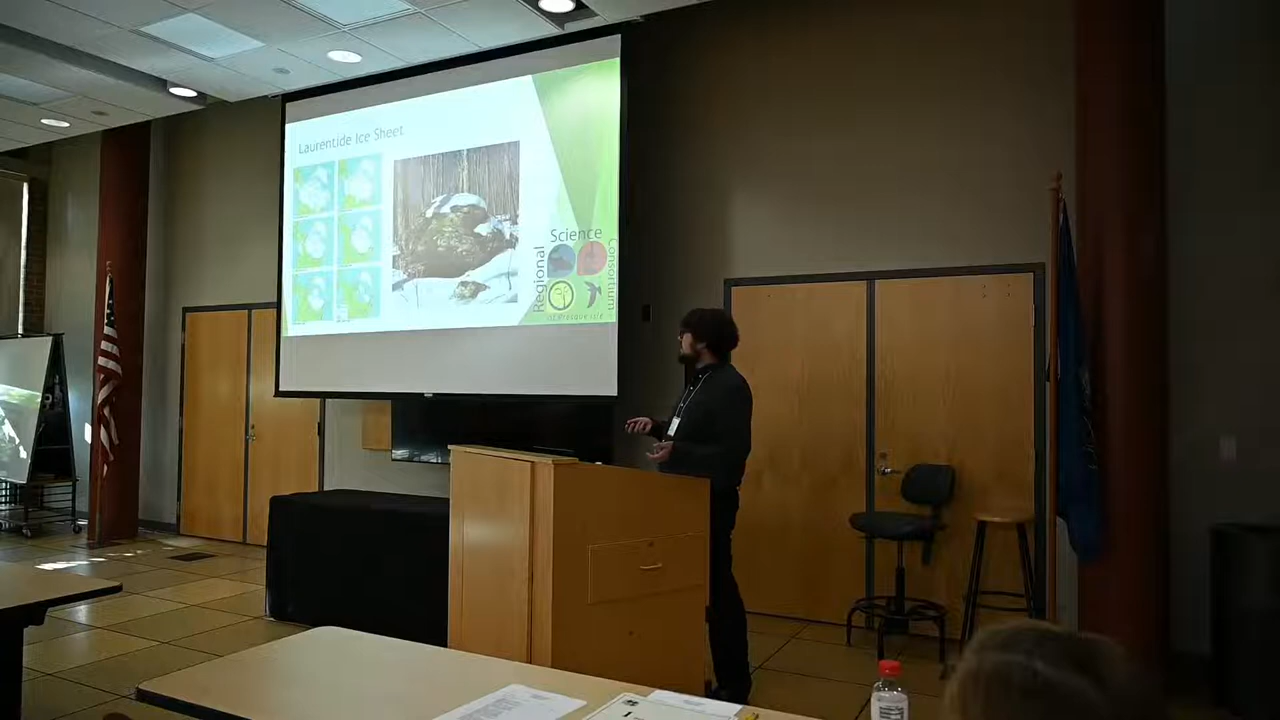 Laurentide Ice Sheet
Science
Regional
Consortium
at Presque Isle